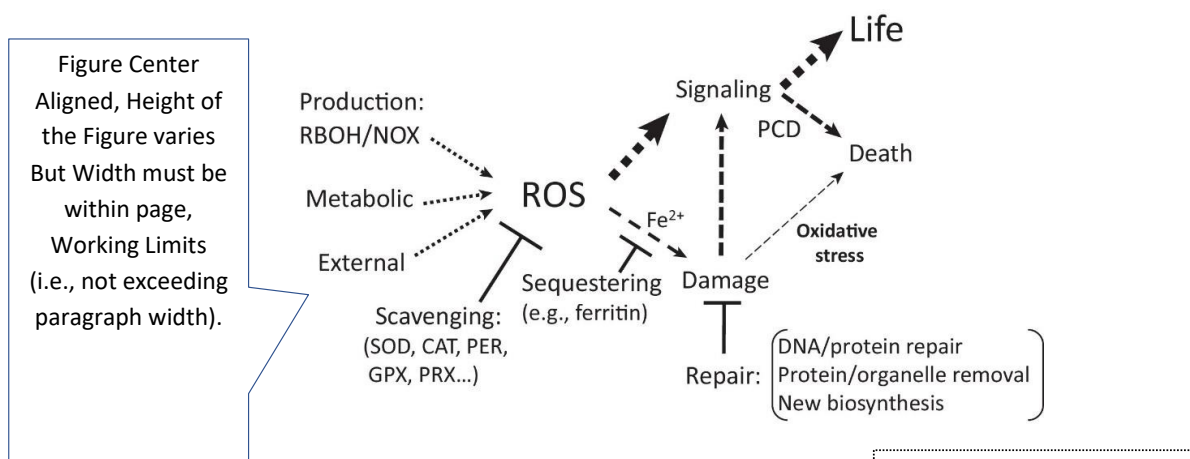 Figure Center
Aligned, Height of
the Figure varies
But Width must be
within page,
Working Limits
(i.e., not exceeding
paragraph width).
Life
Signaling
PCD
Death
Production:
RBOH/NOX
Metabolic
External
ROS
Fe²⁺
Oxidative
stress
Damage
Sequestering
(e.g., ferritin)
Scavenging:
(SOD, CAT, PER,
GPX, PRX...)
Repair:
DNA/protein repair
Protein/organelle removal
New biosynthesis